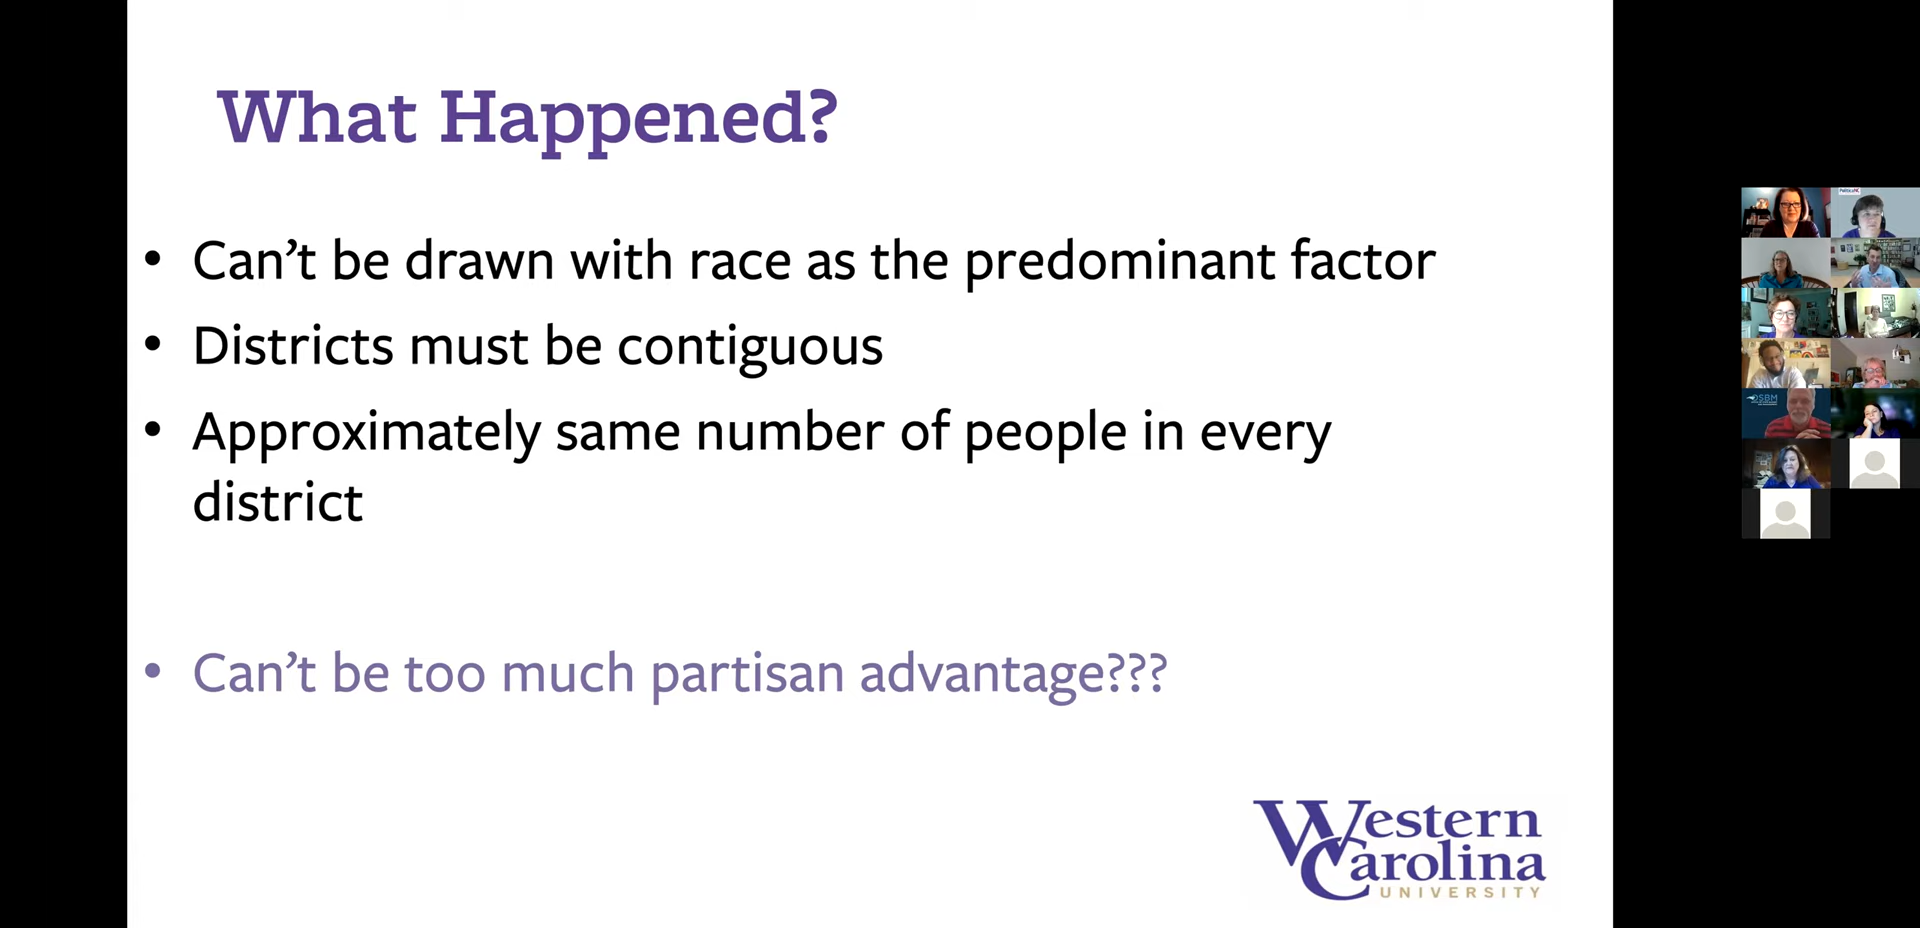 What Happened?
• Can't be drawn with race as the predominant factor
• Districts must be contiguous
• Approximately same number of people in every
district
• Can't be too much partisan advantage???
Western
Carolina
UNIVERSITY
OSBM